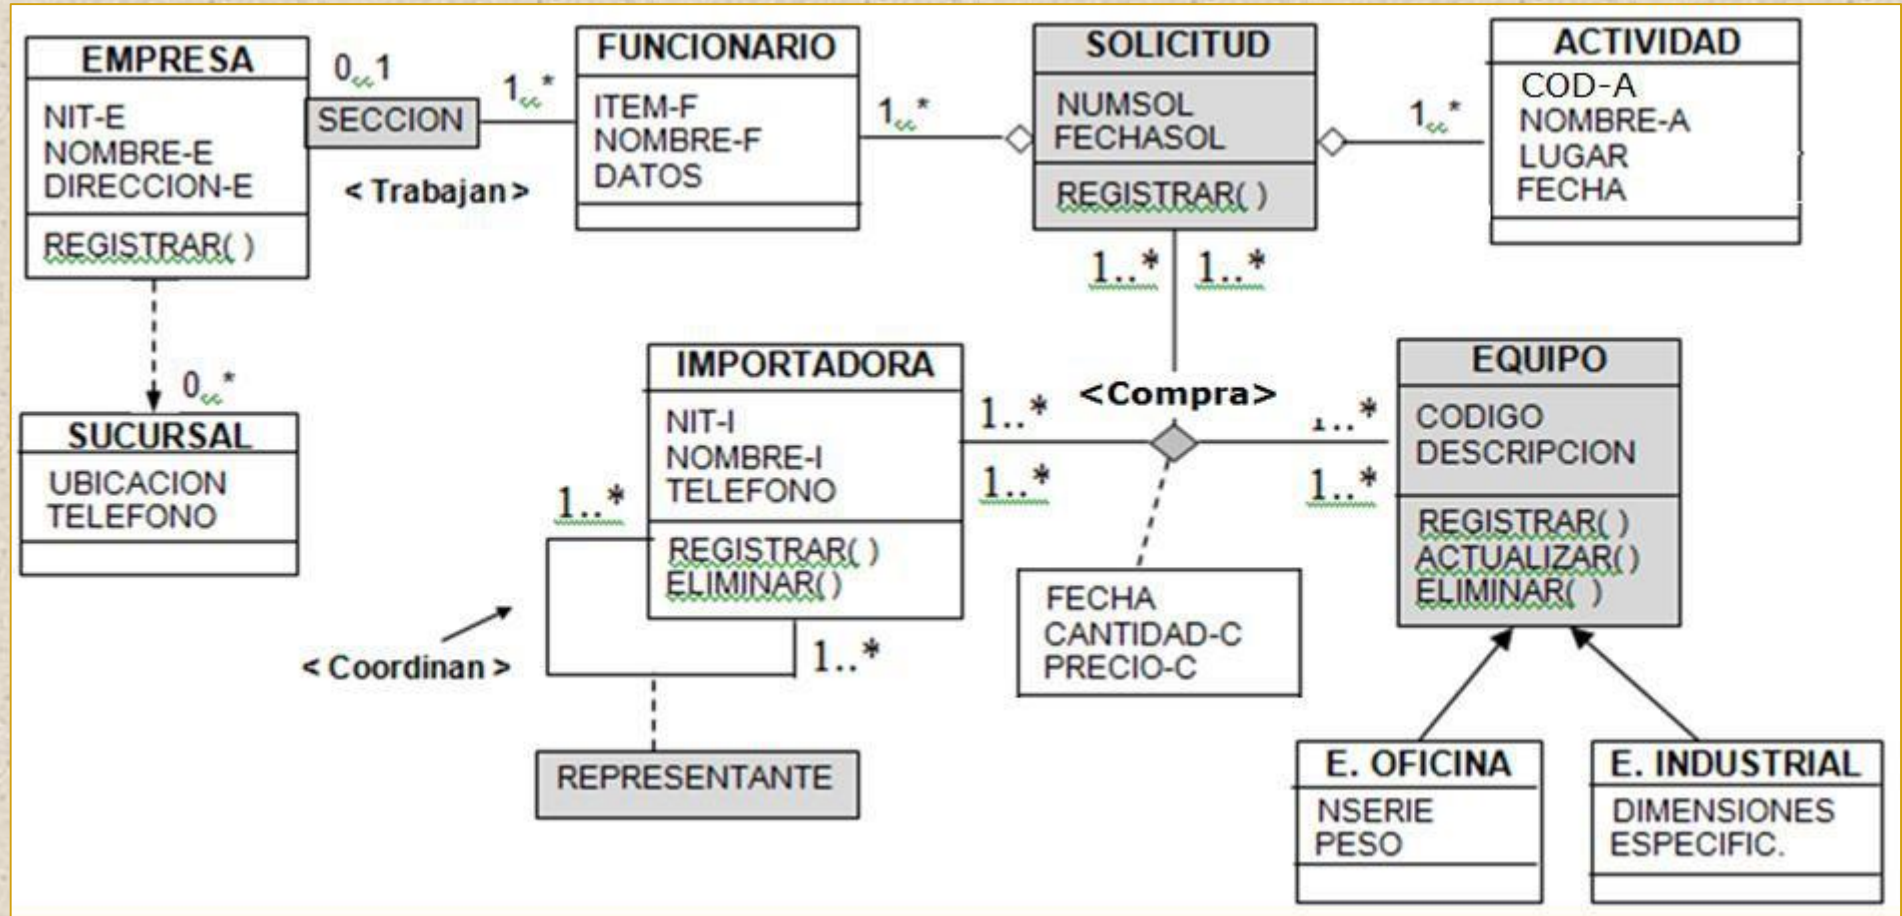 EMPRESA
NIT-E
NOMBRE-E
DIRECCION-E
REGISTRAR( )
0..1
SECCION
1..*
< Trabajan >
FUNCIONARIO
ITEM-F
NOMBRE-F
DATOS
1..*
SOLICITUD
NUMSOL
FECHASOL
REGISTRAR( )
1..*
ACTIVIDAD
COD-A
NOMBRE-A
LUGAR
FECHA
1..* 1..*
0..*
SUCURSAL
UBICACION
TELEFONO
IMPORTADORA
NIT-I
NOMBRE-I
TELEFONO
REGISTRAR( )
ELIMINAR( )
1..*
1..*
< Coordinan >
REPRESENTANTE
<Compra>
1..*
1..*
1..*
1..*
FECHA
CANTIDAD-C
PRECIO-C
EQUIPO
CODIGO
DESCRIPCION
REGISTRAR( )
ACTUALIZAR( )
ELIMINAR( )
E. OFICINA
NSERIE
PESO
E. INDUSTRIAL
DIMENSIONES
ESPECIFIC.